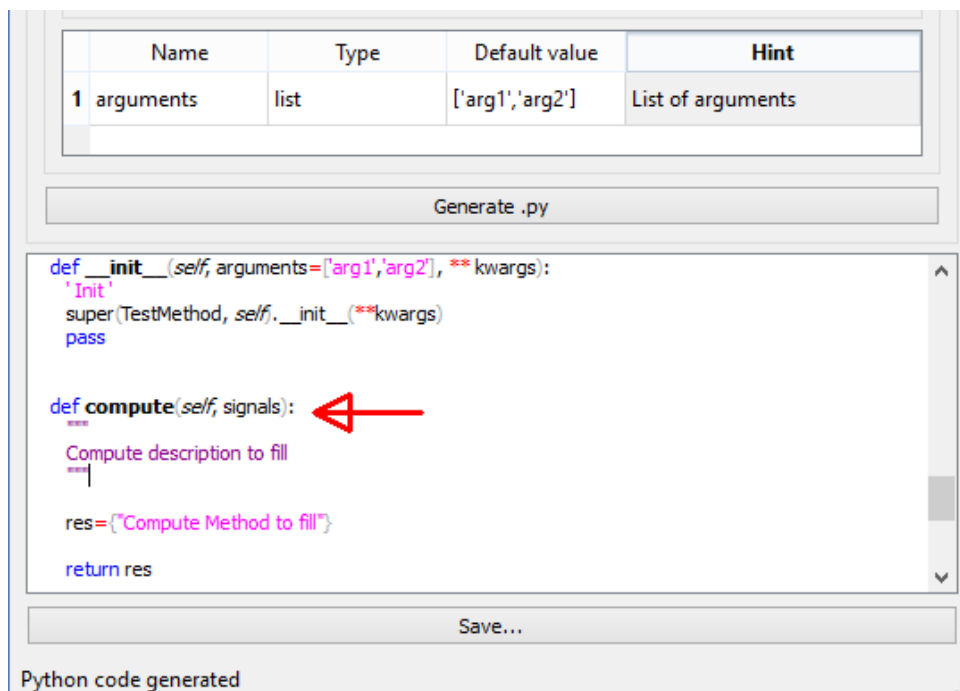 Name Type Default value Hint
1 arguments list ['arg1','arg2'] List of arguments
Generate .py
def __init__(self, arguments=['arg1','arg2'], ** kwargs):
' Init '
super(TestMethod, self).__init__(**kwargs)
pass
def compute(self, signals):
"""
Compute description to fill
"""
res={"Compute Method to fill"}
return res
Save...
Python code generated